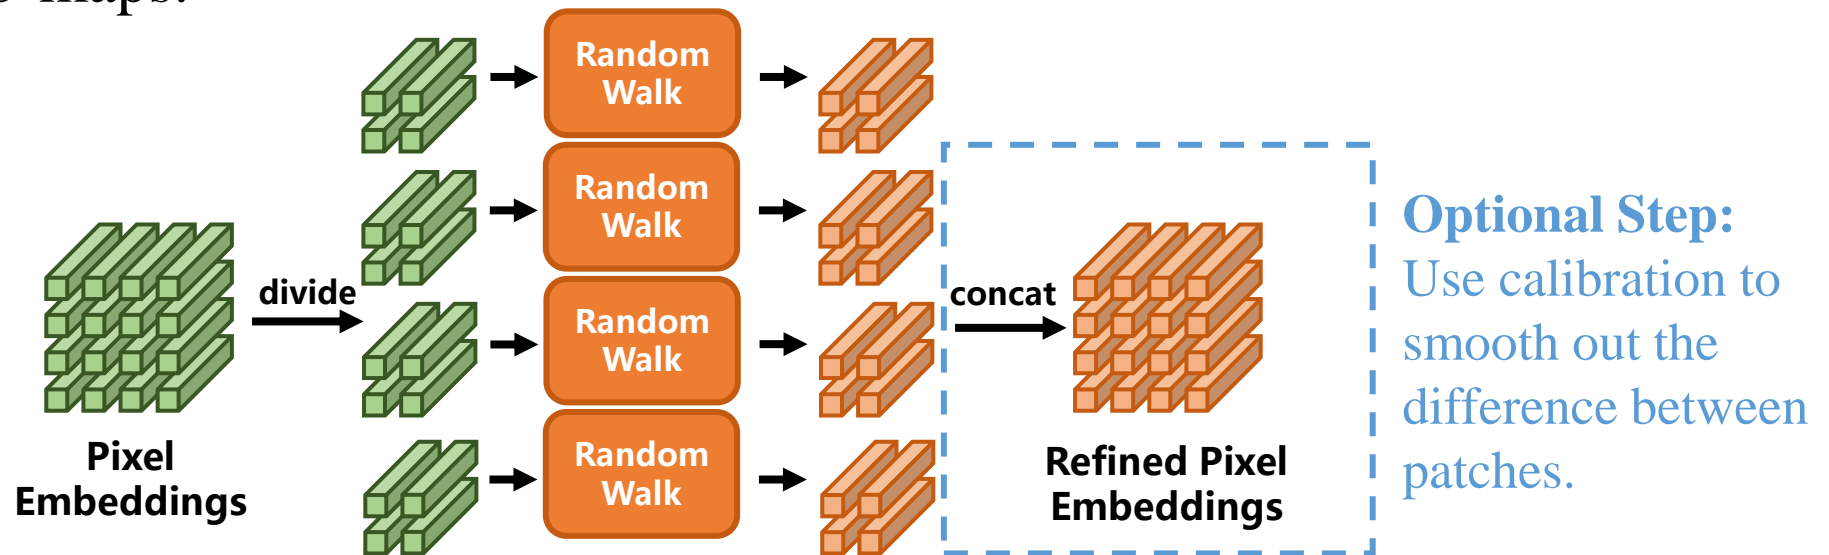 maps.
Random
Walk
Random
Walk
Random
Walk
Random
Walk
divide
concat
Pixel
Embeddings
Refined Pixel
Embeddings
Optional Step:
Use calibration to
smooth out the
difference between
patches.